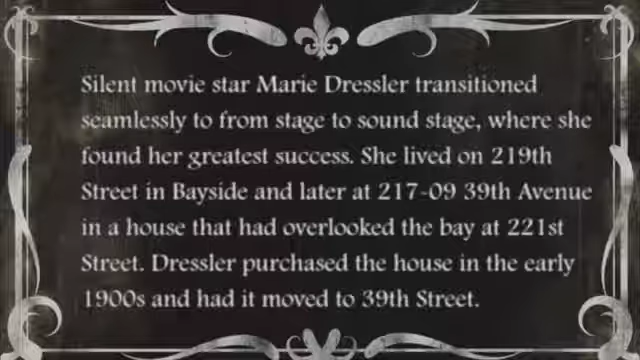 Silent movie star Marie Dressler transitioned
seamlessly to from stage to sound stage, where she
found her greatest success. She lived on 219th
Street in Bayside and later at 217-09 39th Avenue
in a house that had overlooked the bay at 221st
Street. Dressler purchased the house in the early
1900s and had it moved to 39th Street.